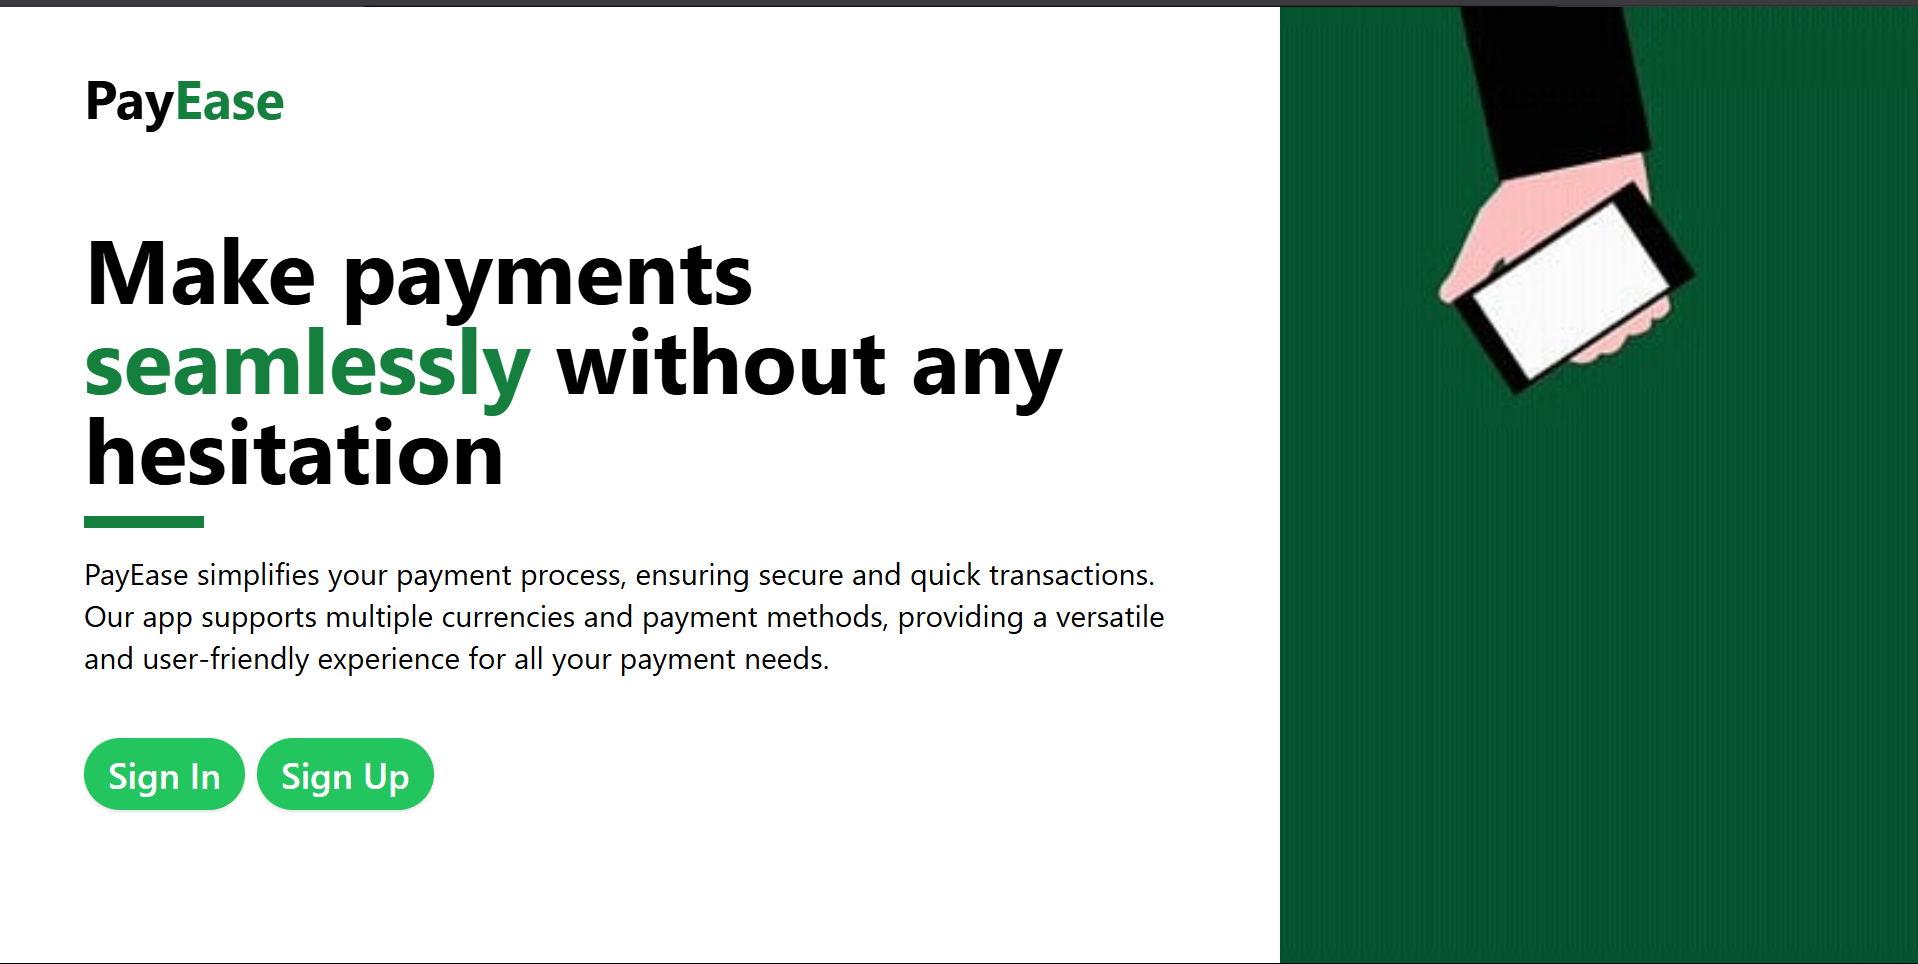 PayEase
Make payments
seamlessly without any
hesitation
PayEase simplifies your payment process, ensuring secure and quick transactions.
Our app supports multiple currencies and payment methods, providing a versatile
and user-friendly experience for all your payment needs.
Sign In Sign Up